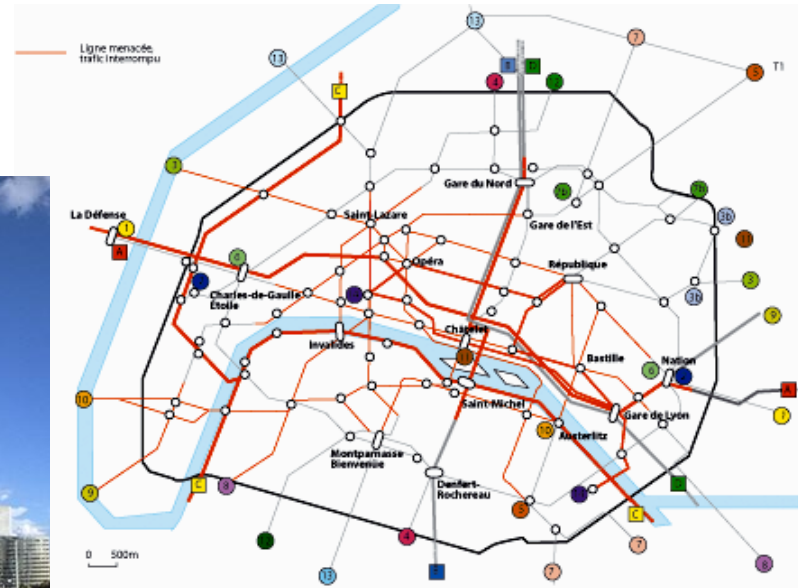 Ligne menacée,
trafic interrompu
13
7
13
B
D
5
T1
C
4
12
3
Gare du Nord
7b
7b
La Défense
1
A
Saint-Lazare
Gare de l'Est
3b
11
6
Opéra
République
Charles-de-Gaulle
Étoile
3b
3
9
Châtelet
Invalides
11
Bastille
Nation
6
A
1
10
Saint-Michel
Gare de Lyon
10
Austerlitz
Montparnasse
Bienvenüe
Denfert-
Rochereau
9
C
8
D
5
C
4
7
0
500m
13
7
8